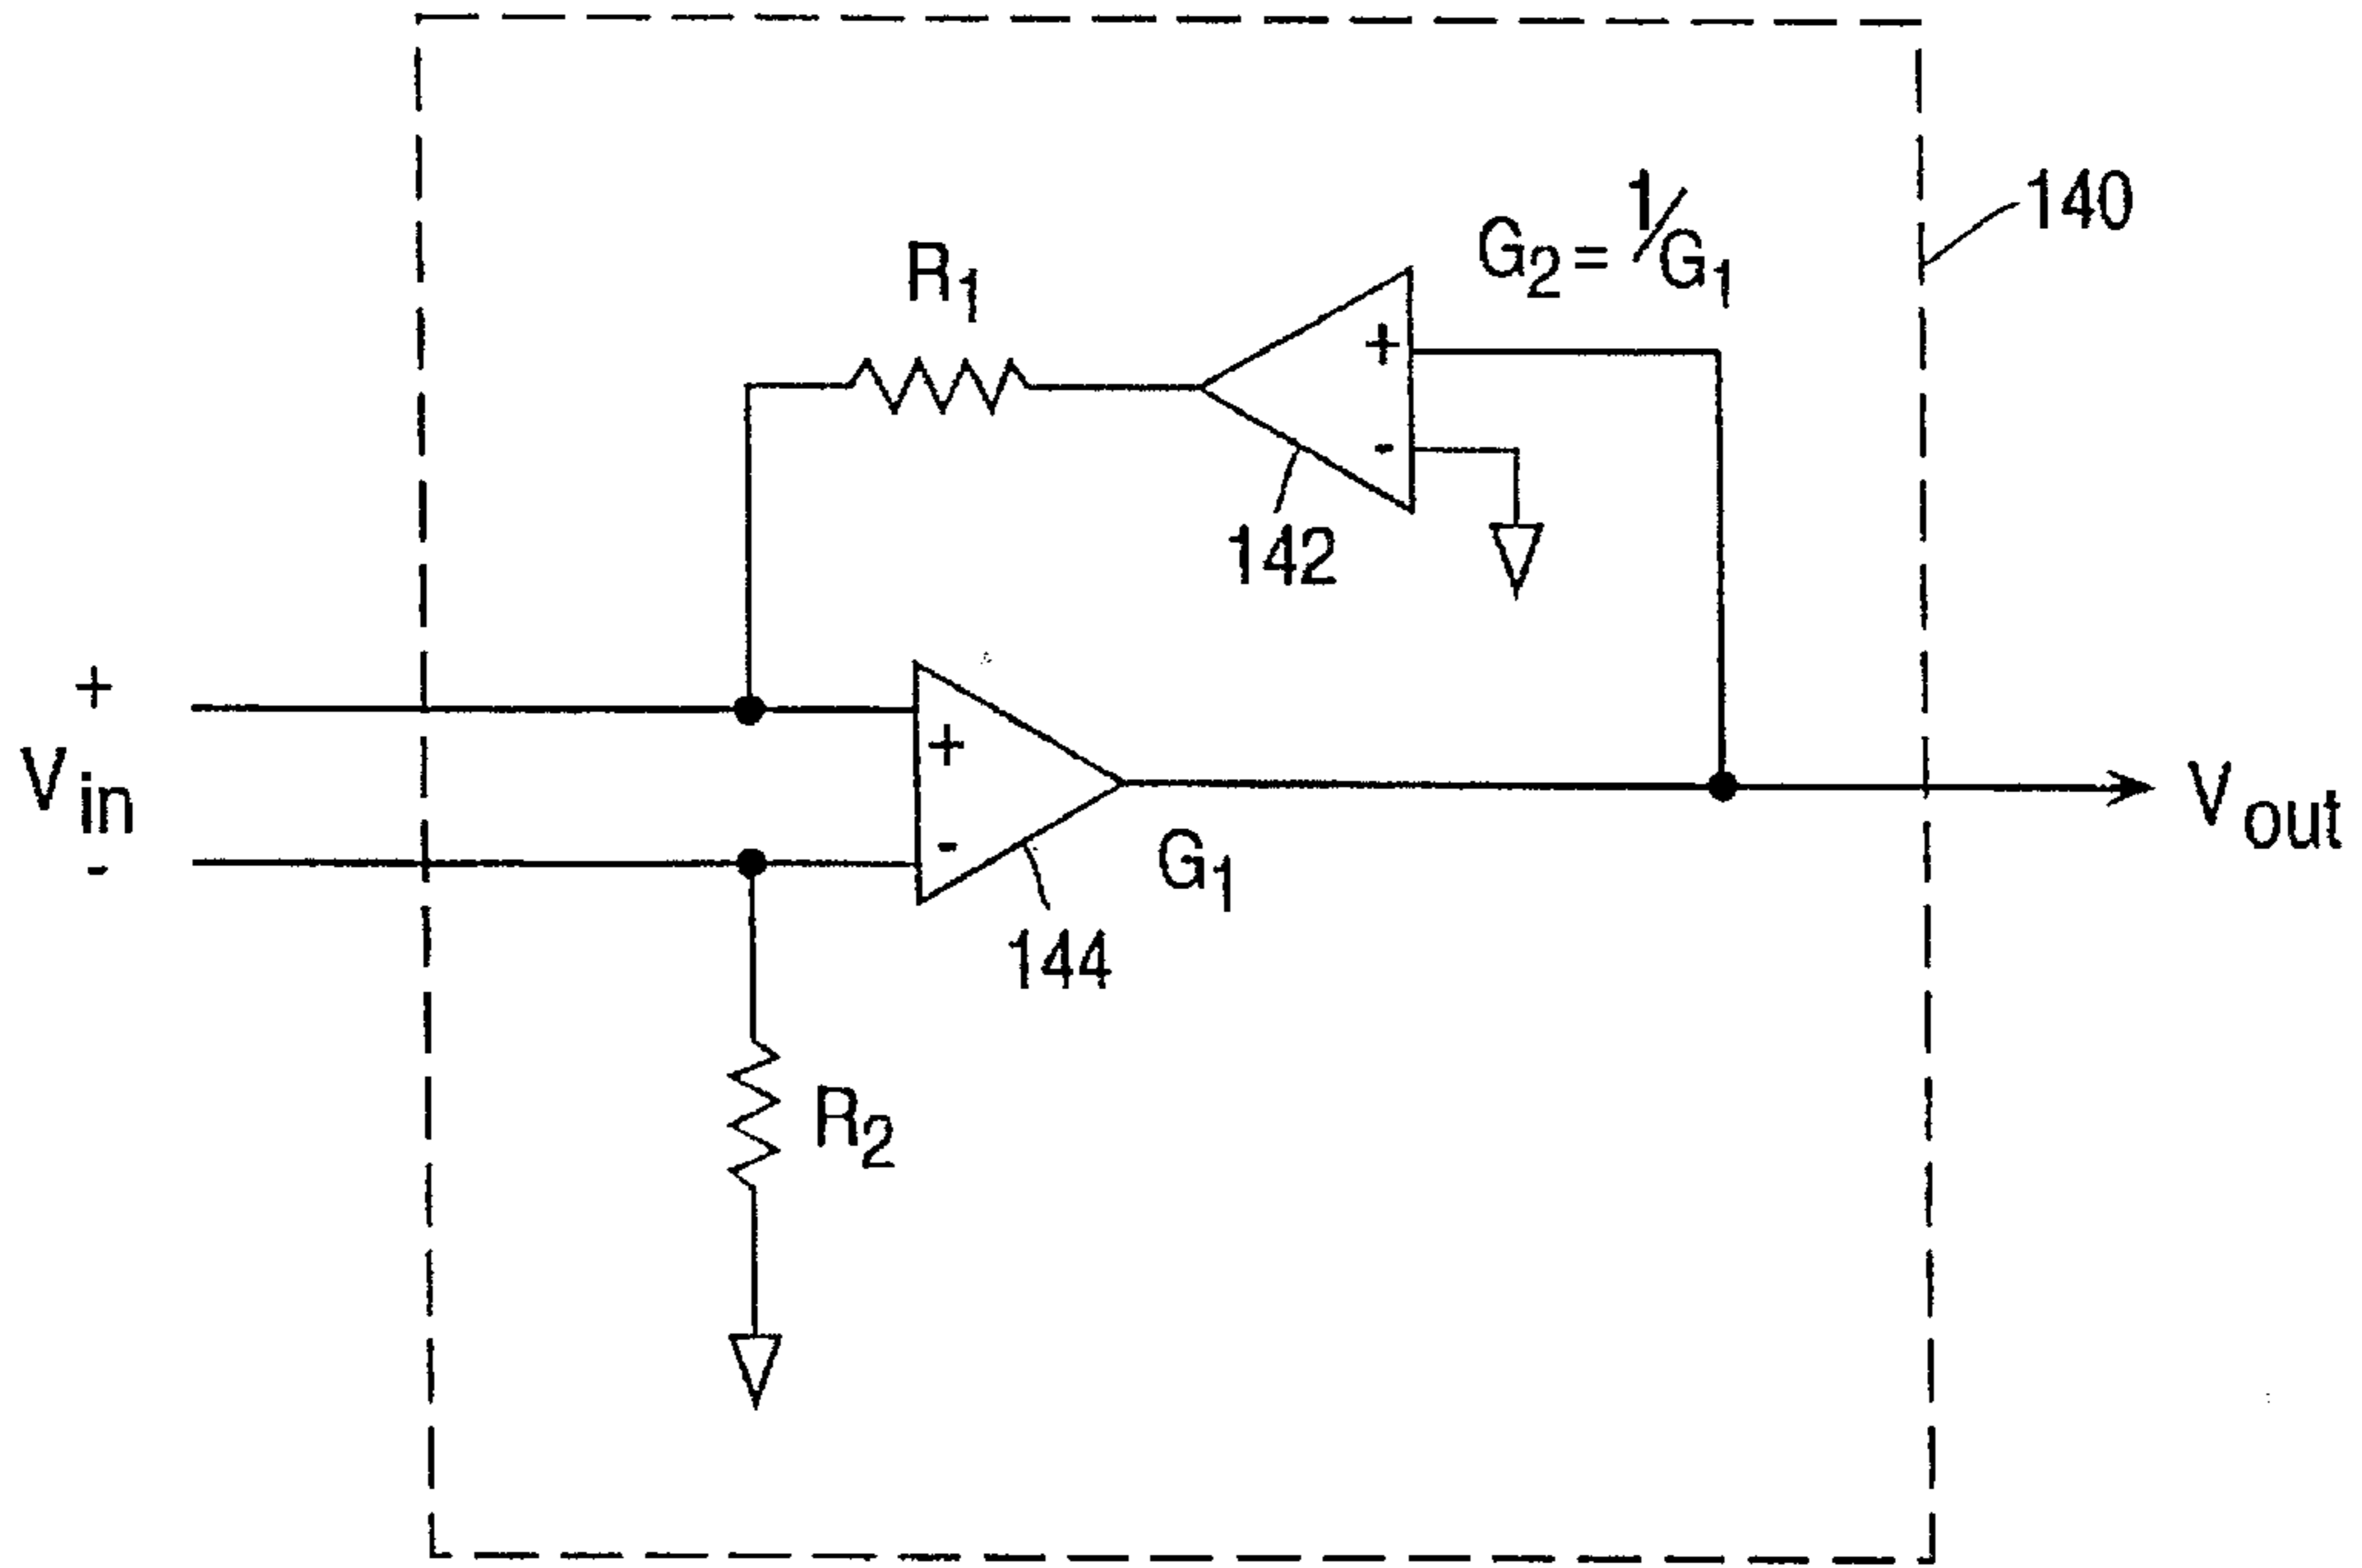 140
R1
G2 = 1/G1
+
-
142
+
Vin
-
+
-
G1
144
Vout
R2